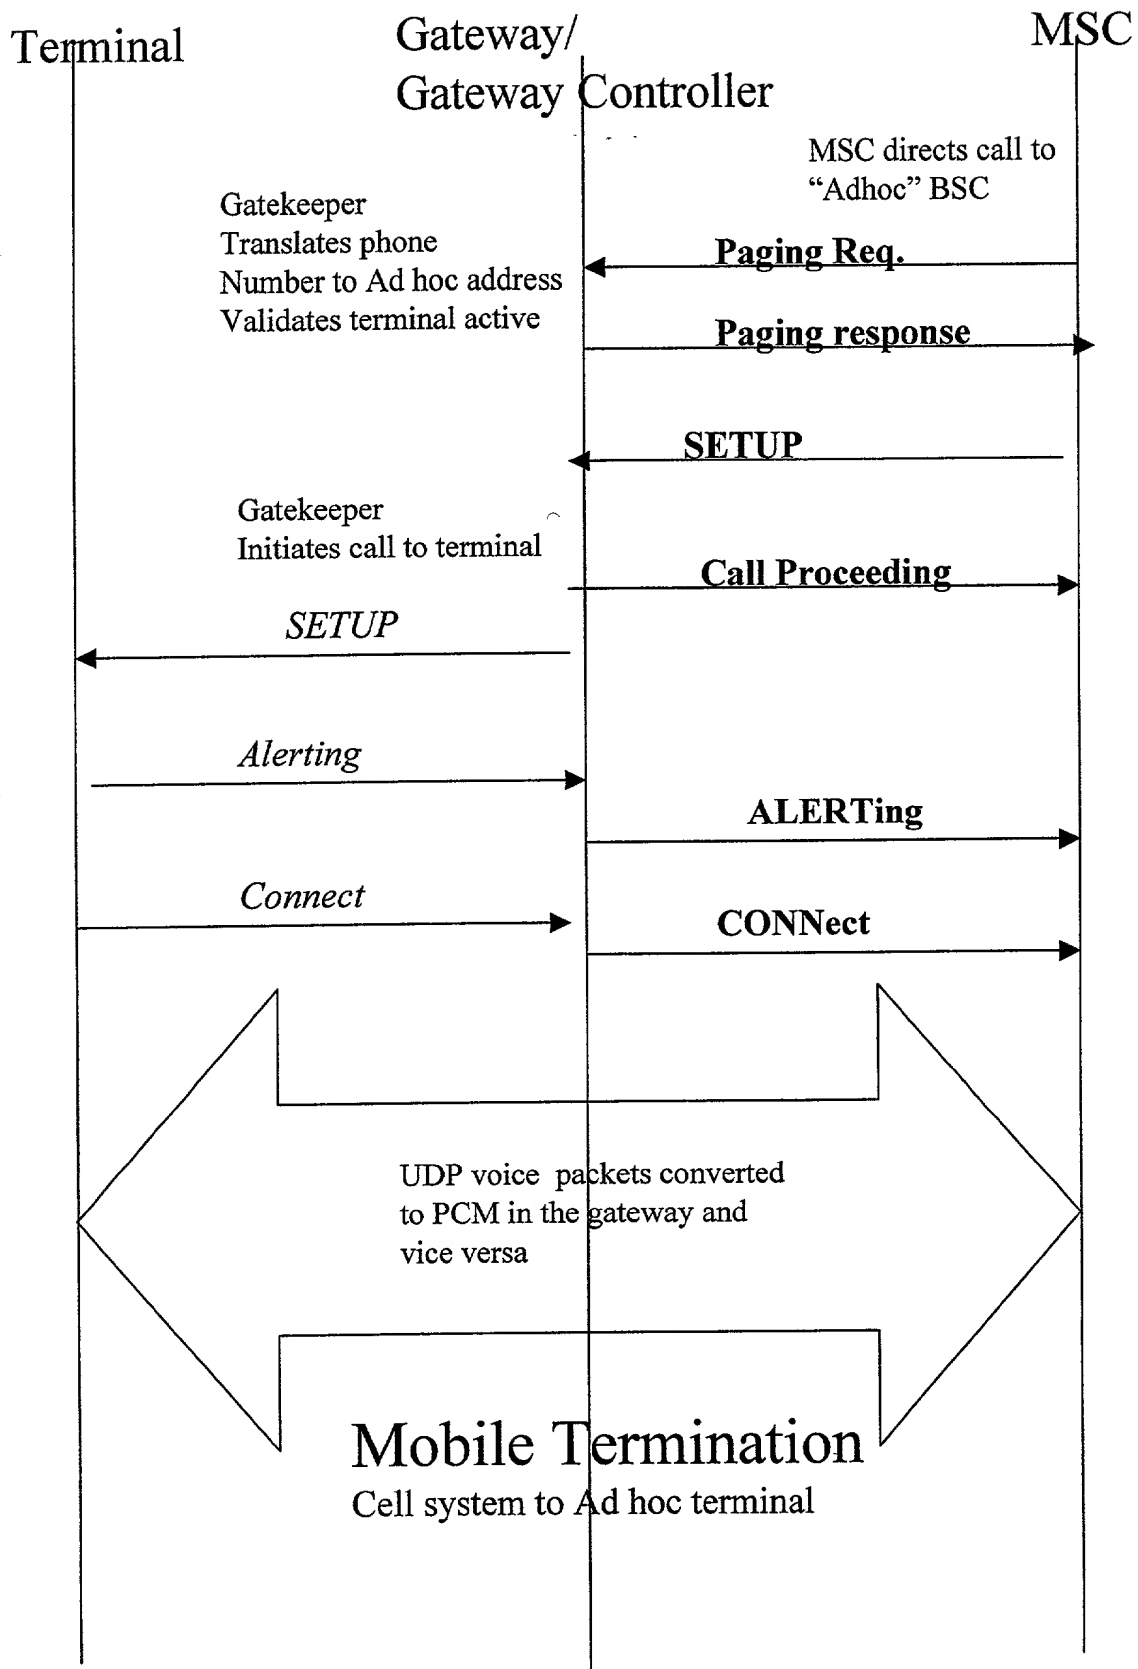 Terminal
Gateway/
Gateway Controller
MSC
MSC directs call to
“Adhoc” BSC
Gatekeeper
Translates phone
Number to Ad hoc address
Validates terminal active
Paging Req.
Paging response
SETUP
Gatekeeper
Initiates call to terminal
Call Proceeding
SETUP
Alerting
ALERTing
Connect
CONNect
UDP voice packets converted
to PCM in the gateway and
vice versa
Mobile Termination
Cell system to Ad hoc terminal